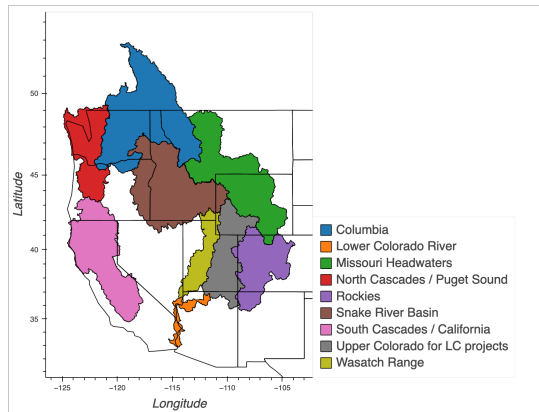 50
45
40
35
Latitude
−125
−120
−115
−110
−105
Longitude
Columbia
Lower Colorado River
Missouri Headwaters
North Cascades / Puget Sound
Rockies
Snake River Basin
South Cascades / California
Upper Colorado for LC projects
Wasatch Range